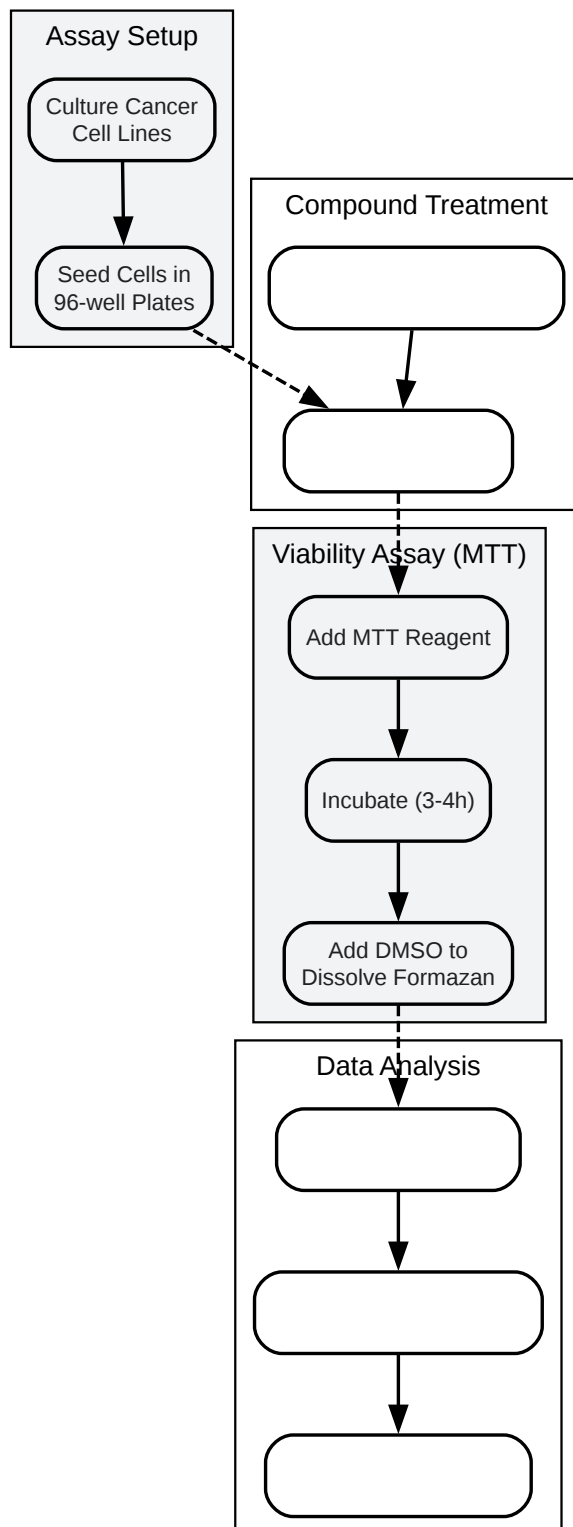 Assay Setup
Culture Cancer
Cell Lines
Seed Cells in
96-well Plates
Compound Treatment
Viability Assay (MTT)
Add MTT Reagent
Incubate (3-4h)
Add DMSO to
Dissolve Formazan
Data Analysis